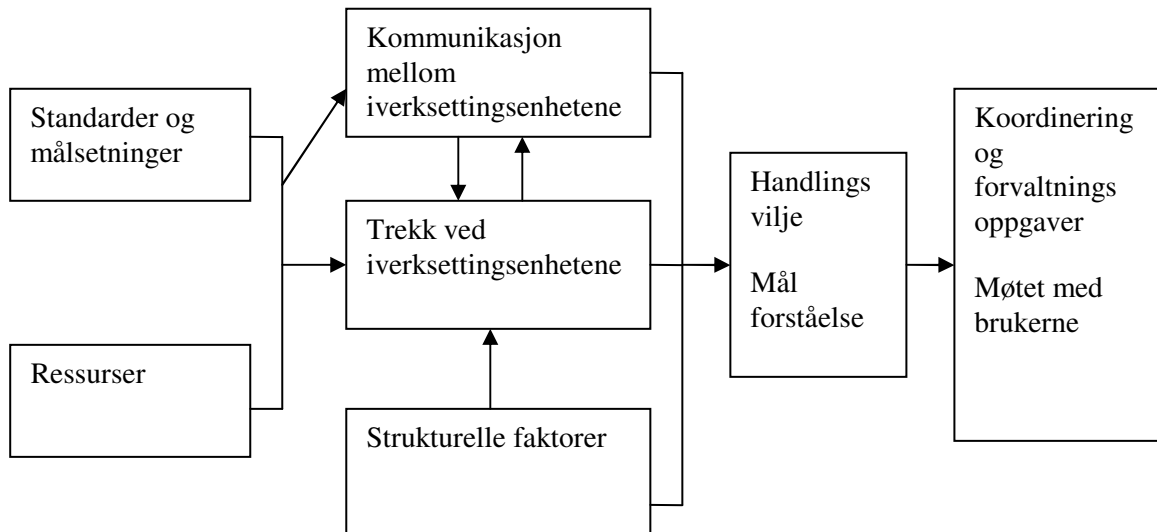 Standarder og
målsetninger
Ressurser
Kommunikasjon
mellom
iverksettingsenhetene
Trekk ved
iverksettingsenhetene
Strukturelle faktorer
Handlings
vilje
Mål
forståelse
Koordinering
og
forvaltnings
oppgaver
Møtet med
brukerne